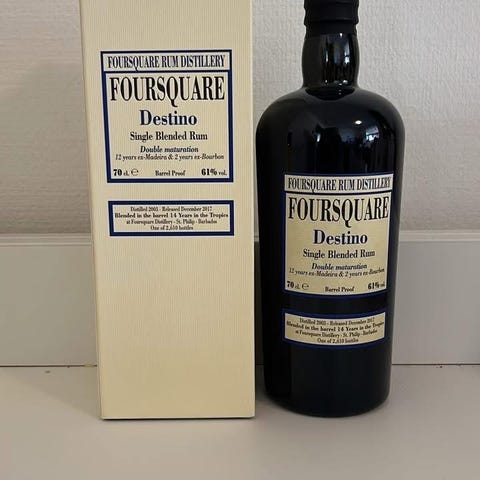 FOURSQUARE RUM DISTILLERY
FOURSQUARE
Destino
Single Blended Rum
Double maturation
12 years ex-Madeira & 2 years ex-Bourbon
70 cl. ℮ Barrel Proof 61% vol.
Distilled 2003 - Released December 2017
Blended in the barrel 14 Years in the Tropics
at Foursquare Distillery - St. Philip - Barbados
One of 2,610 bottles
FOURSQUARE RUM DISTILLERY
FOURSQUARE
Destino
Single Blended Rum
Double maturation
12 years ex-Madeira & 2 years ex-Bourbon
70 cl. ℮ Barrel Proof 61% vol.
Distilled 2003 - Released December 2017
Blended in the barrel 14 Years in the Tropics
at Foursquare Distillery - St. Philip - Barbados
One of 2,610 bottles